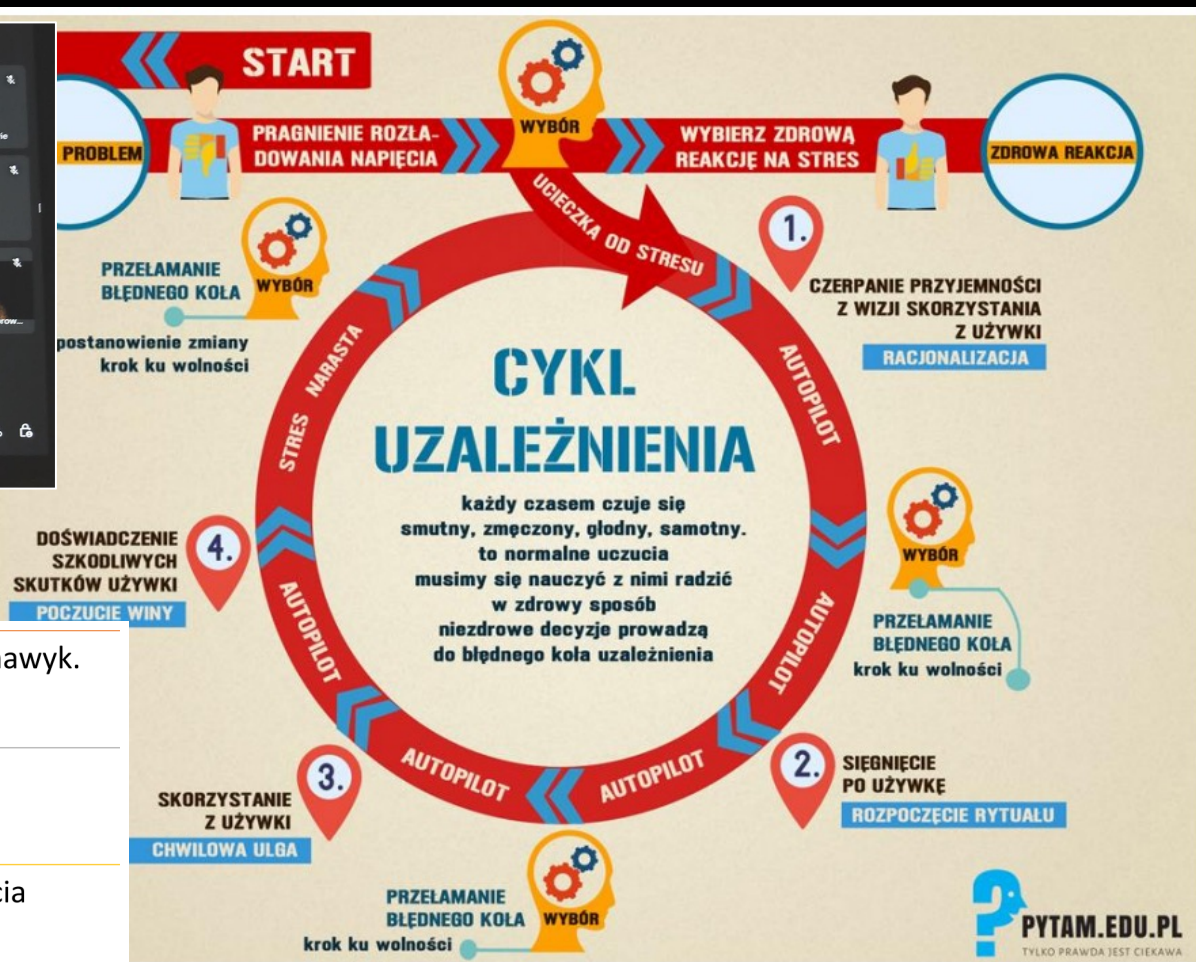 START
PROBLEM
PRAGNIENIE ROZŁA-
DOWANIA NAPIĘCIA
WYBÓR
WYBIERZ ZDROWĄ
REAKCJĘ NA STRES
ZDROWA REAKCJA
UCIECZKA OD STRESU
1.
CZERPANIE PRZYJEMNOŚCI
Z WIZJI SKORZYSTANIA
Z UŻYWKI
RACJONALIZACJA
AUTOPILOT
WYBÓR
PRZEŁAMANIE
BŁĘDNEGO KOŁA
krok ku wolności
AUTOPILOT
2.
SIĘGNIĘCIE
PO UŻYWKĘ
ROZPOCZĘCIE RYTUAŁU
AUTOPILOT
WYBÓR
PRZEŁAMANIE
BŁĘDNEGO KOŁA
krok ku wolności
AUTOPILOT
3.
SKORZYSTANIE
Z UŻYWKI
CHWILOWA ULGA
AUTOPILOT
4.
DOŚWIADCZENIE
SZKODLIWYCH
SKUTKÓW UŻYWKI
POCZUCIE WINY
STRES NARASTA
WYBÓR
PRZEŁAMANIE
BŁĘDNEGO KOŁA
postanowienie zmiany
krok ku wolności
CYKL
UZALEŻNIENIA
każdy czasem czuje się
smutny, zmęczony, głodny, samotny.
to normalne uczucia
musimy się nauczyć z nimi radzić
w zdrowy sposób
niezdrowe decyzje prowadzą
do błędnego koła uzależnienia
PYTAM.EDU.PL
TYLKO PRAWDA JEST CIEKAWA